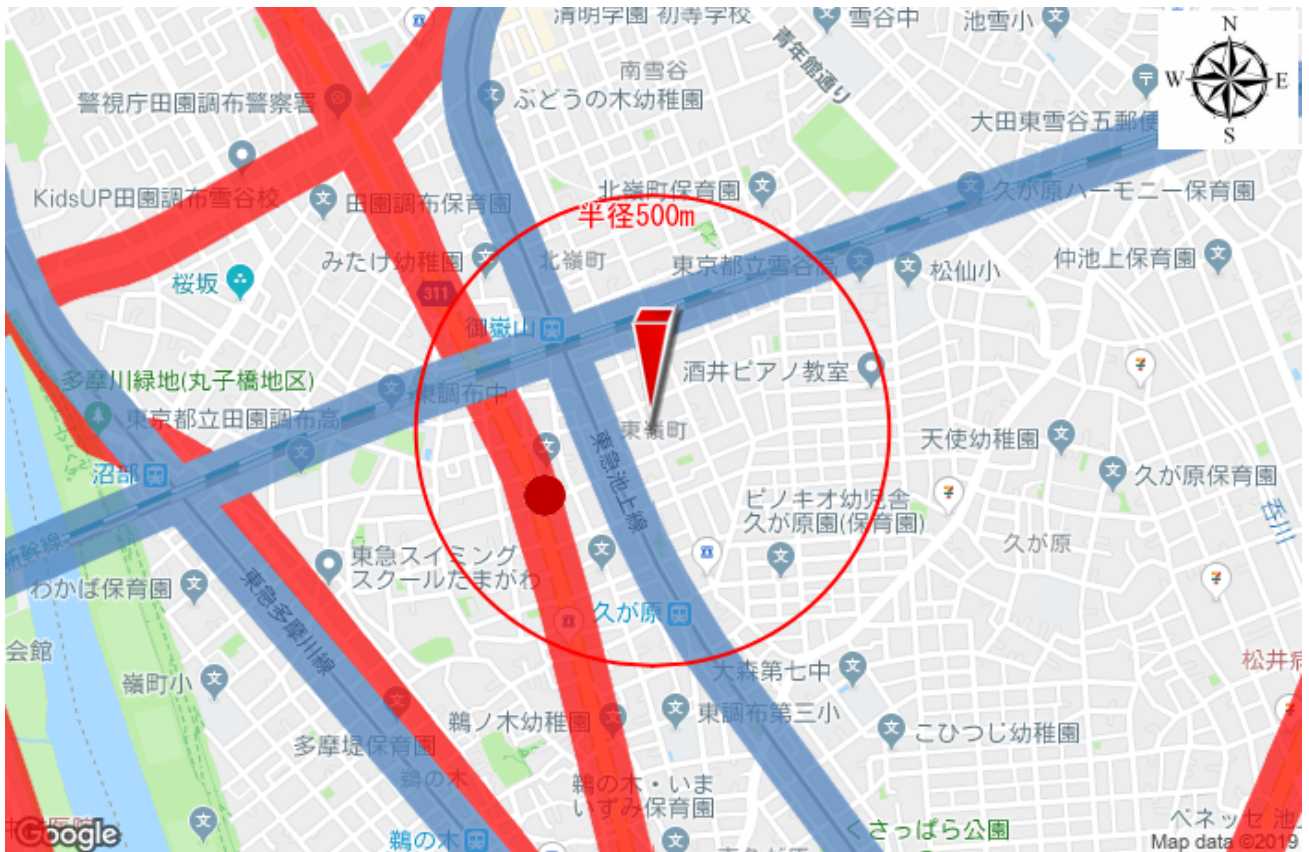 清明学園 初等学校
雪谷中
池雪小
N
W
E
S
青年館通り
南雪谷
警視庁田園調布警察署
ぶどうの木幼稚園
大田東雪谷五郵便
KidsUP田園調布雪谷校
田園調布保育園
北嶺町保育園
久が原ハーモニー保育園
半径500m
みたけ幼稚園
北嶺町
東京都立雪谷高
松仙小
仲池上保育園
桜坂
311
御嶽山
多摩川緑地(丸子橋地区)
東調布中
酒井ピアノ教室
東京都立田園調布高
東嶺町
天使幼稚園
沼部
東急池上線
久が原保育園
ピノキオ幼児舎
久が原園(保育園)
呑川
新幹線
東急スイミング
スクールたまがわ
久が原
わかば保育園
東急多摩川線
久が原
会館
嶺町小
大森第七中
松井病
鵜ノ木幼稚園
東調布第三小
こひつじ幼稚園
多摩堤保育園
鵜の木
鵜の木・いま
いずみ保育園
Google
鵜の木
くさっぱら公園
ベネッセ 池上
Map data ©2019